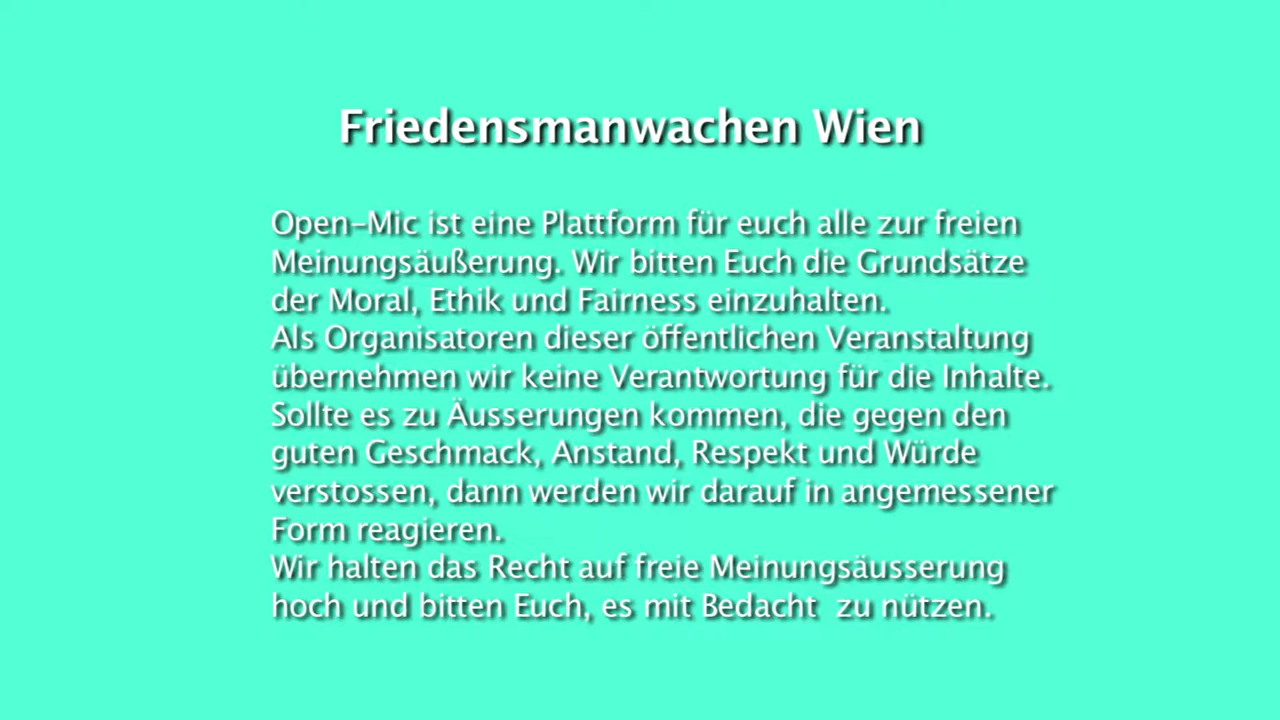 Friedensmanwachen Wien
Open-Mic ist eine Plattform für euch alle zur freien
Meinungsäußerung. Wir bitten Euch die Grundsätze
der Moral, Ethik und Fairness einzuhalten.
Als Organisatoren dieser öffentlichen Veranstaltung
übernehmen wir keine Verantwortung für die Inhalte.
Sollte es zu Äusserungen kommen, die gegen den
guten Geschmack, Anstand, Respekt und Würde
verstossen, dann werden wir darauf in angemessener
Form reagieren.
Wir halten das Recht auf freie Meinungsäusserung
hoch und bitten Euch, es mit Bedacht  zu nützen.